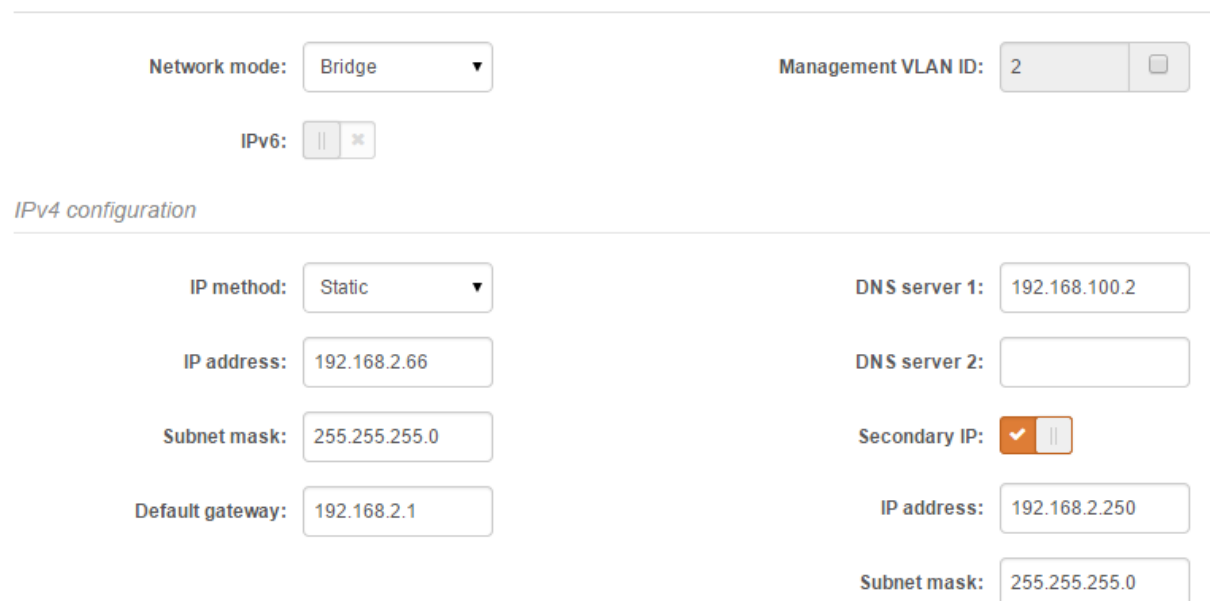 Network mode: Bridge Management VLAN ID: 2
IPv6:
IPv4 configuration
IP method: Static DNS server 1: 192.168.100.2
IP address: 192.168.2.66 DNS server 2:
Subnet mask: 255.255.255.0 Secondary IP:
Default gateway: 192.168.2.1 IP address: 192.168.2.250
Subnet mask: 255.255.255.0